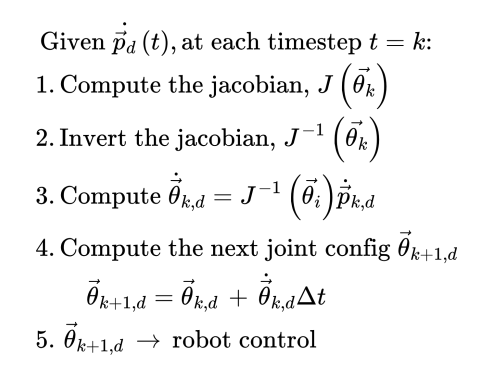 Given $\dot{\vec{p}}_d(t)$, at each timestep $t = k$:
1. Compute the jacobian, $J\left(\vec{\theta}_k\right)$
2. Invert the jacobian, $J^{-1}\left(\vec{\theta}_k\right)$
3. Compute $\dot{\vec{\theta}}_{k,d} = J^{-1}\left(\vec{\theta}_i\right)\dot{\vec{p}}_{k,d}$
4. Compute the next joint config $\vec{\theta}_{k+1,d}$
$\vec{\theta}_{k+1,d} = \vec{\theta}_{k,d} + \dot{\vec{\theta}}_{k,d}\Delta t$
5. $\vec{\theta}_{k+1,d} \rightarrow$ robot control